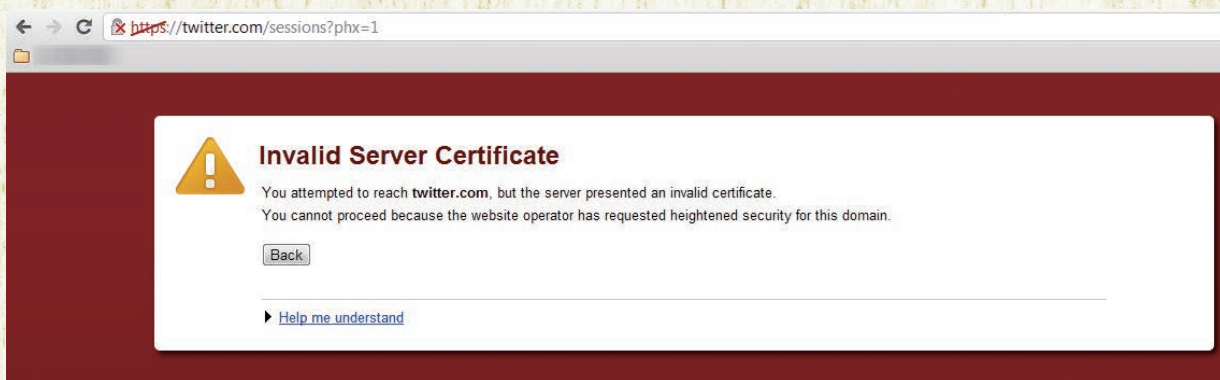 https://twitter.com/sessions?phx=1
Invalid Server Certificate
You attempted to reach twitter.com, but the server presented an invalid certificate.
You cannot proceed because the website operator has requested heightened security for this domain.
Back
Help me understand